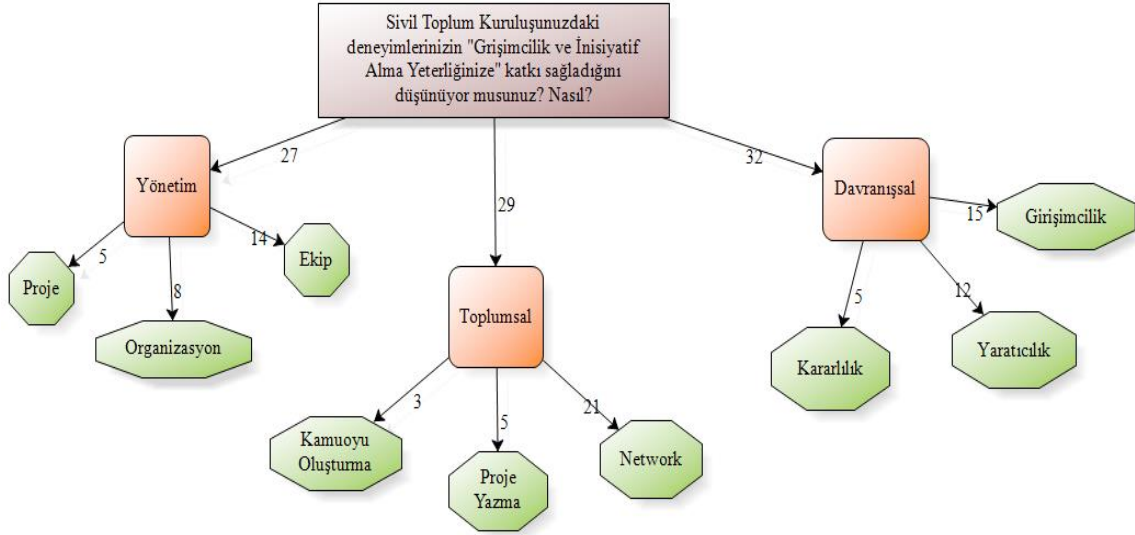 Sivil Toplum Kuruluşunuzdaki
deneyimlerinizin "Grişimcilik ve İnisiyatif
Alma Yeterliğinize" katkı sağladığını
düşünüyor musunuz? Nasıl?
27
29
32
Yönetim
Davranışsal
5
8
14
15
Girişimcilik
Proje
Ekip
Organizasyon
Toplumsal
5
12
Kararlılık
Yaratıcılık
3
5
21
Kamuoyu
Oluşturma
Proje
Yazma
Network